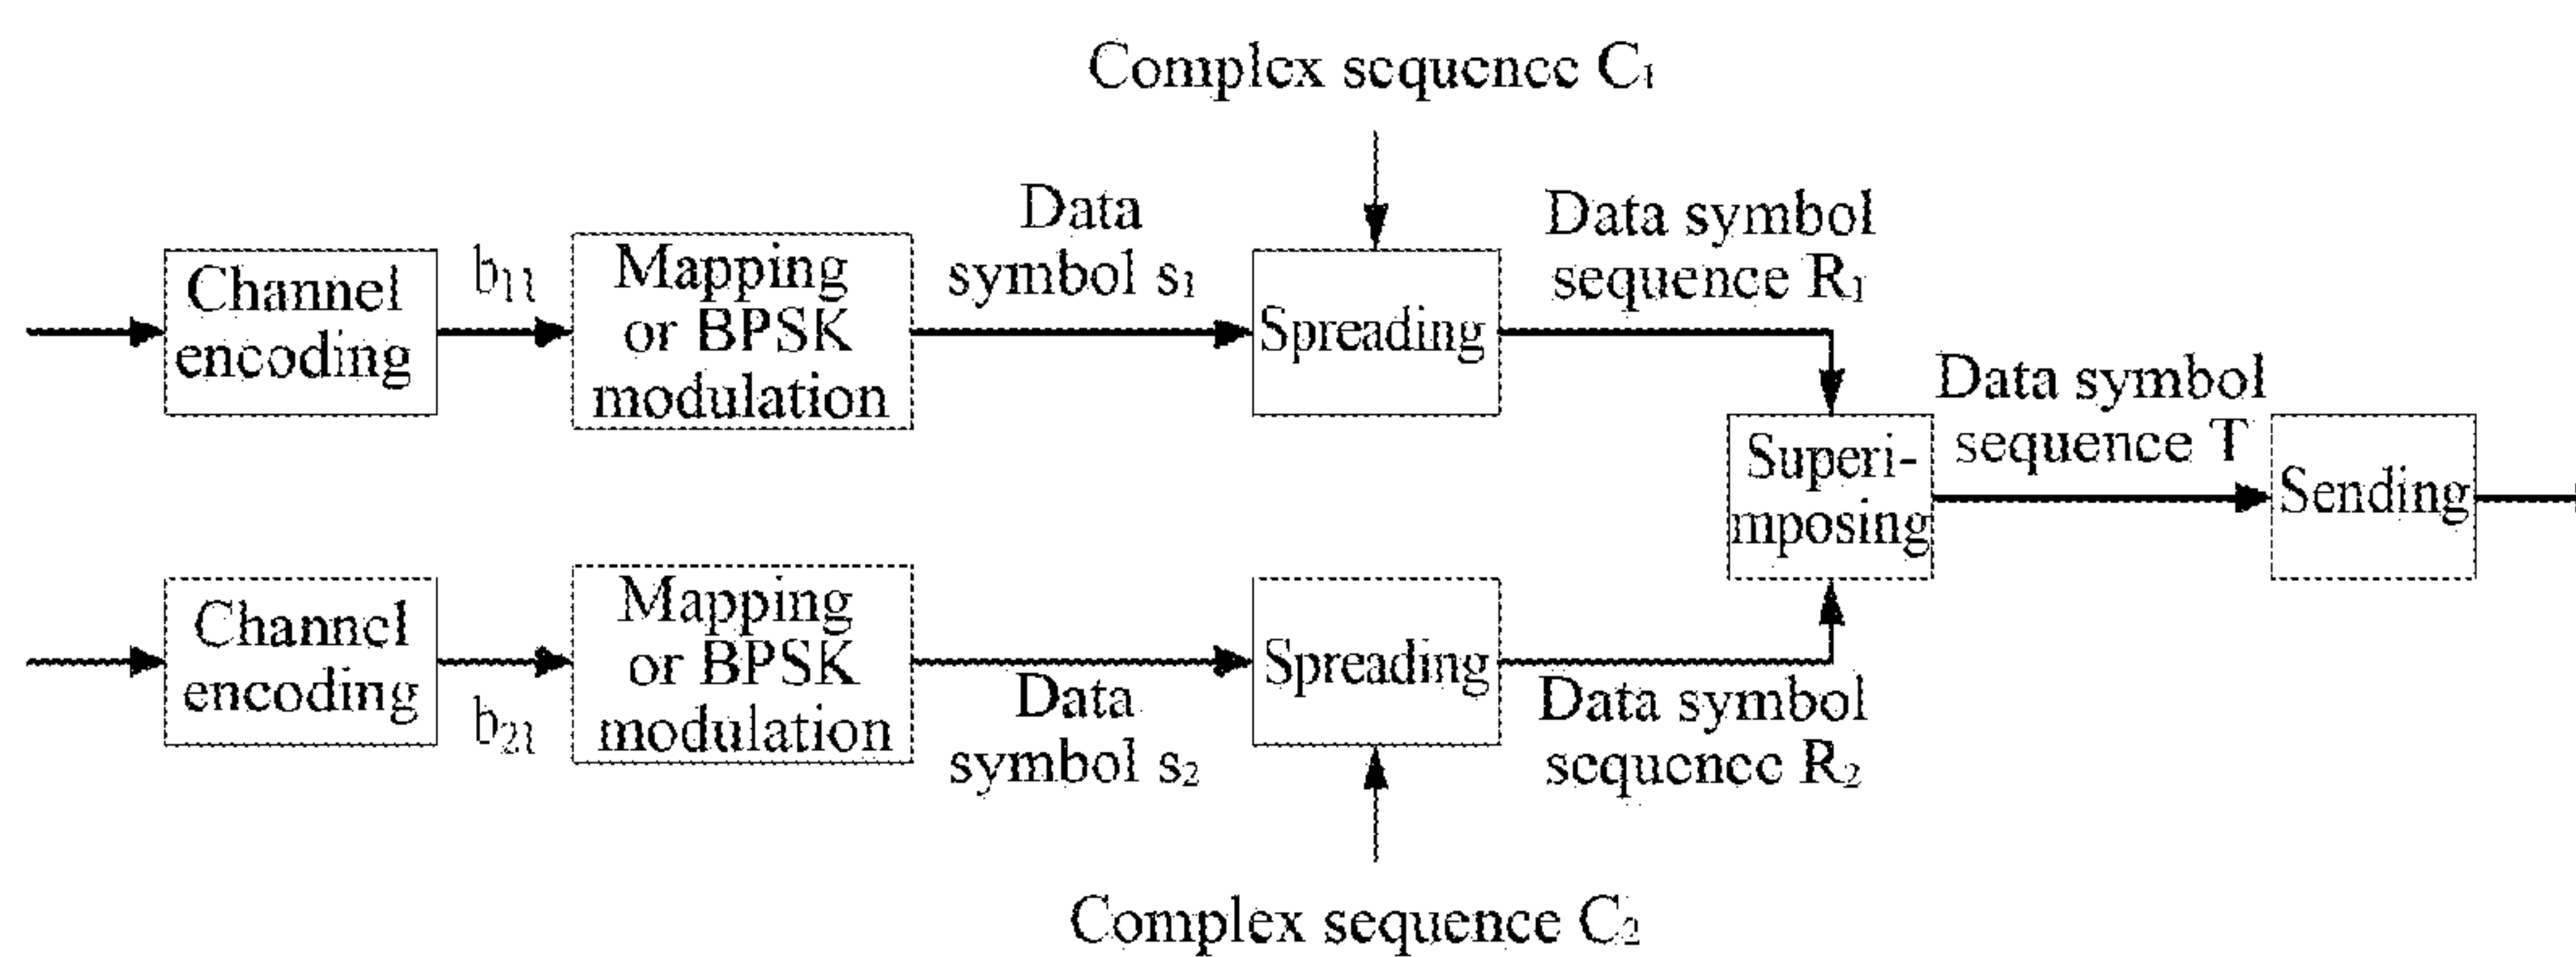 Complex sequence C₁
Channel
encoding
b₁₁
Mapping
or BPSK
modulation
Data
symbol s₁
Spreading
Data symbol
sequence R₁
Superi-
mposing
Data symbol
sequence T
Sending
Channel
encoding
b₂₁
Mapping
or BPSK
modulation
Data
symbol s₂
Spreading
Data symbol
sequence R₂
Complex sequence C₂